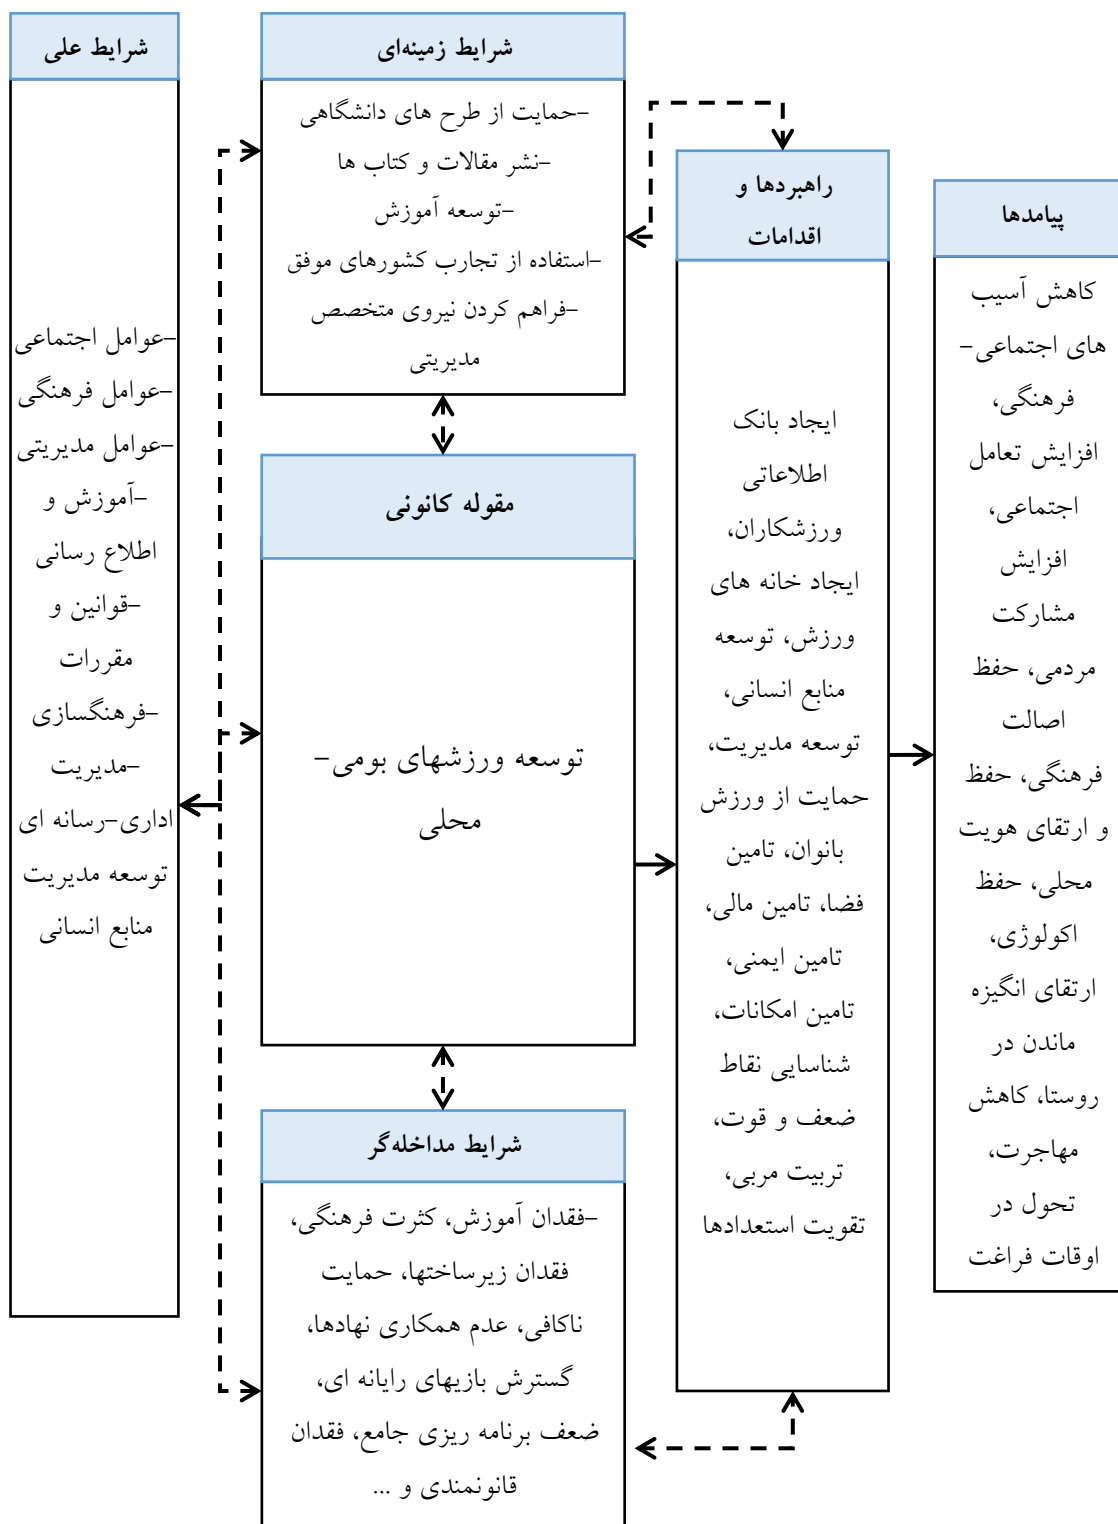 شرایط علی
-عوامل اجتماعی
-عوامل فرهنگی
-عوامل مدیریتی
-آموزش و
اطلاع رسانی
-قوانین و
مقررات
-فرهنگسازی
-مدیریت
اداری-رسانه ای
توسعه مدیریت
منابع انسانی
شرایط زمینه‌ای
-حمایت از طرح های دانشگاهی
-نشر مقالات و کتاب ها
-توسعه آموزش
-استفاده از تجارب کشورهای موفق
-فراهم کردن نیروی متخصص
مدیریتی
مقوله کانونی
توسعه ورزشهای بومی-
محلی
شرایط مداخله‌گر
-فقدان آموزش، کثرت فرهنگی،
فقدان زیرساختها، حمایت
ناکافی، عدم همکاری نهادها،
گسترش بازیهای رایانه ای،
ضعف برنامه ریزی جامع، فقدان
قانونمندی و ...
راهبردها و
اقدامات
ایجاد بانک
اطلاعاتی
ورزشکاران،
ایجاد خانه های
ورزش، توسعه
منابع انسانی،
توسعه مدیریت،
حمایت از ورزش
بانوان، تامین
فضا، تامین مالی،
تامین ایمنی،
تامین امکانات،
شناسایی نقاط
ضعف و قوت،
تربیت مربی،
تقویت استعدادها
پیامدها
کاهش آسیب
های اجتماعی-
فرهنگی،
افزایش تعامل
اجتماعی،
افزایش
مشارکت
مردمی، حفظ
اصالت
فرهنگی، حفظ
و ارتقای هویت
محلی، حفظ
اکولوژی،
ارتقای انگیزه
ماندن در
روستا، کاهش
مهاجرت،
تحول در
اوقات فراغت